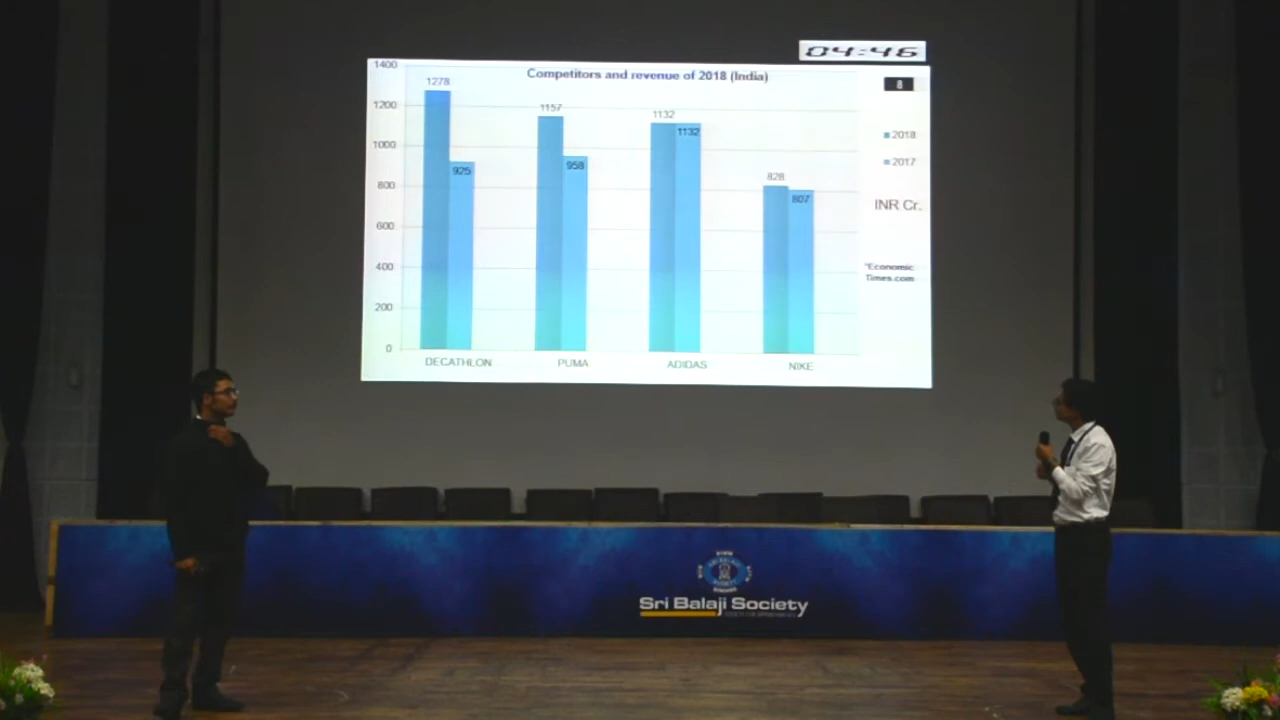 04:46
Competitors and revenue of 2018 (India)
8
1400
1200
1000
800
600
400
200
0
1278
925
1157
958
1132
1132
828
807
DECATHLON
PUMA
ADIDAS
NIKE
2018
2017
INR Cr.
"Economic
Times.com
Sri Balaji Society